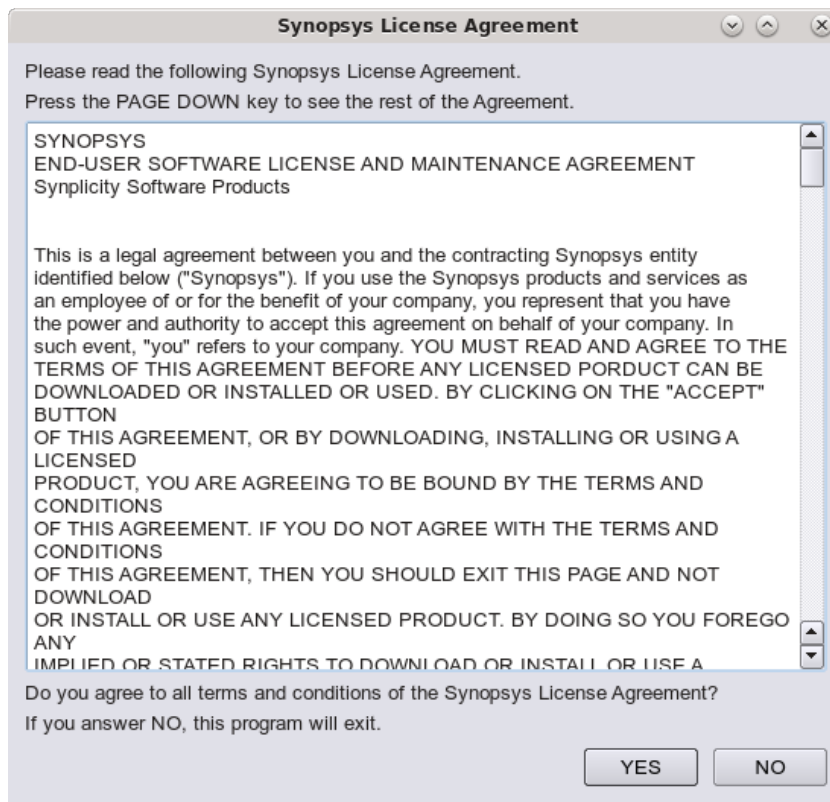 Synopsys License Agreement
Please read the following Synopsys License Agreement.
Press the PAGE DOWN key to see the rest of the Agreement.
SYNOPSYS
END-USER SOFTWARE LICENSE AND MAINTENANCE AGREEMENT
Synplicity Software Products
This is a legal agreement between you and the contracting Synopsys entity
identified below ("Synopsys"). If you use the Synopsys products and services as
an employee of or for the benefit of your company, you represent that you have
the power and authority to accept this agreement on behalf of your company. In
such event, "you" refers to your company. YOU MUST READ AND AGREE TO THE
TERMS OF THIS AGREEMENT BEFORE ANY LICENSED PORDUCT CAN BE
DOWNLOADED OR INSTALLED OR USED. BY CLICKING ON THE "ACCEPT"
BUTTON
OF THIS AGREEMENT, OR BY DOWNLOADING, INSTALLING OR USING A
LICENSED
PRODUCT, YOU ARE AGREEING TO BE BOUND BY THE TERMS AND
CONDITIONS
OF THIS AGREEMENT. IF YOU DO NOT AGREE WITH THE TERMS AND
CONDITIONS
OF THIS AGREEMENT, THEN YOU SHOULD EXIT THIS PAGE AND NOT
DOWNLOAD
OR INSTALL OR USE ANY LICENSED PRODUCT. BY DOING SO YOU FOREGO
ANY
IMPLIED OR STATED RIGHTS TO DOWNLOAD OR INSTALL OR USE A
Do you agree to all terms and conditions of the Synopsys License Agreement?
If you answer NO, this program will exit.
YES
NO